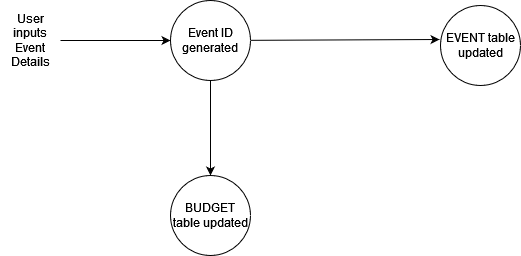 User
inputs
Event
Details
Event ID
generated
EVENT table
updated
BUDGET
table updated